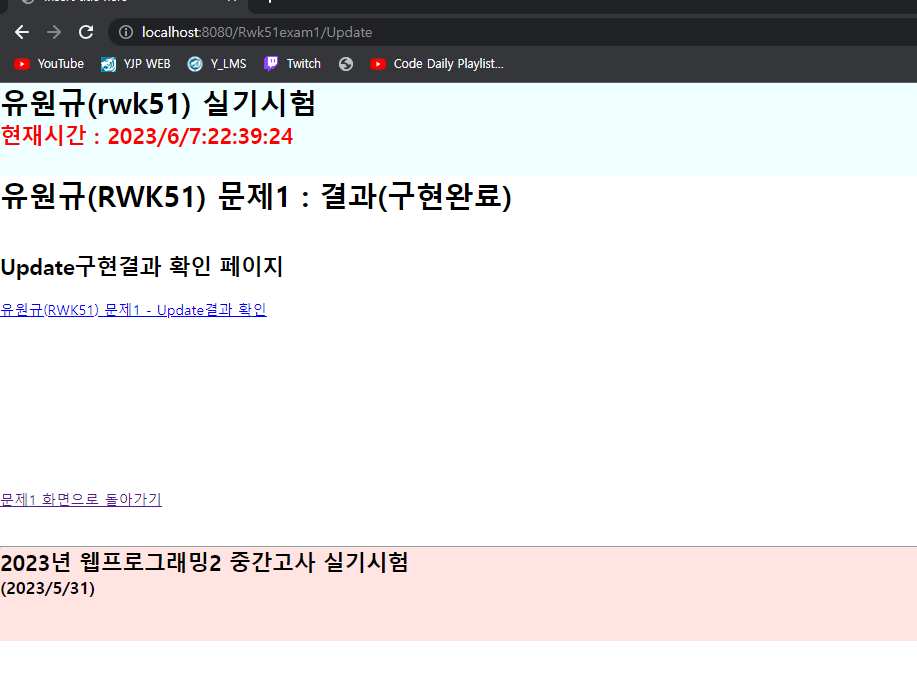 localhost:8080/Rwk51exam1/Update
YouTube YJP WEB Y_LMS Twitch Code Daily Playlist...
유원규(rwk51) 실기시험
현재시간 : 2023/6/7:22:39:24
유원규(RWK51) 문제1 : 결과(구현완료)
Update구현결과 확인 페이지
유원규(RWK51) 문제1 - Update결과 확인
문제1 화면으로 돌아가기
2023년 웹프로그래밍2 중간고사 실기시험
(2023/5/31)